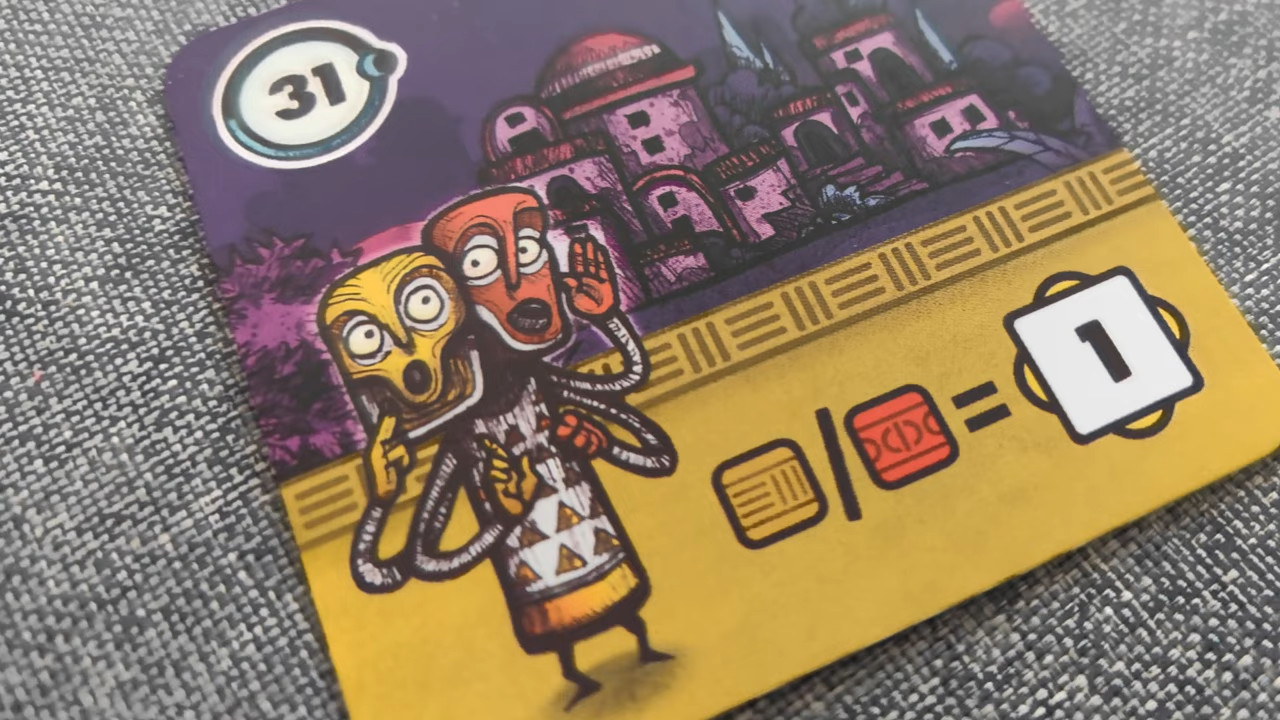 31
/ = 1